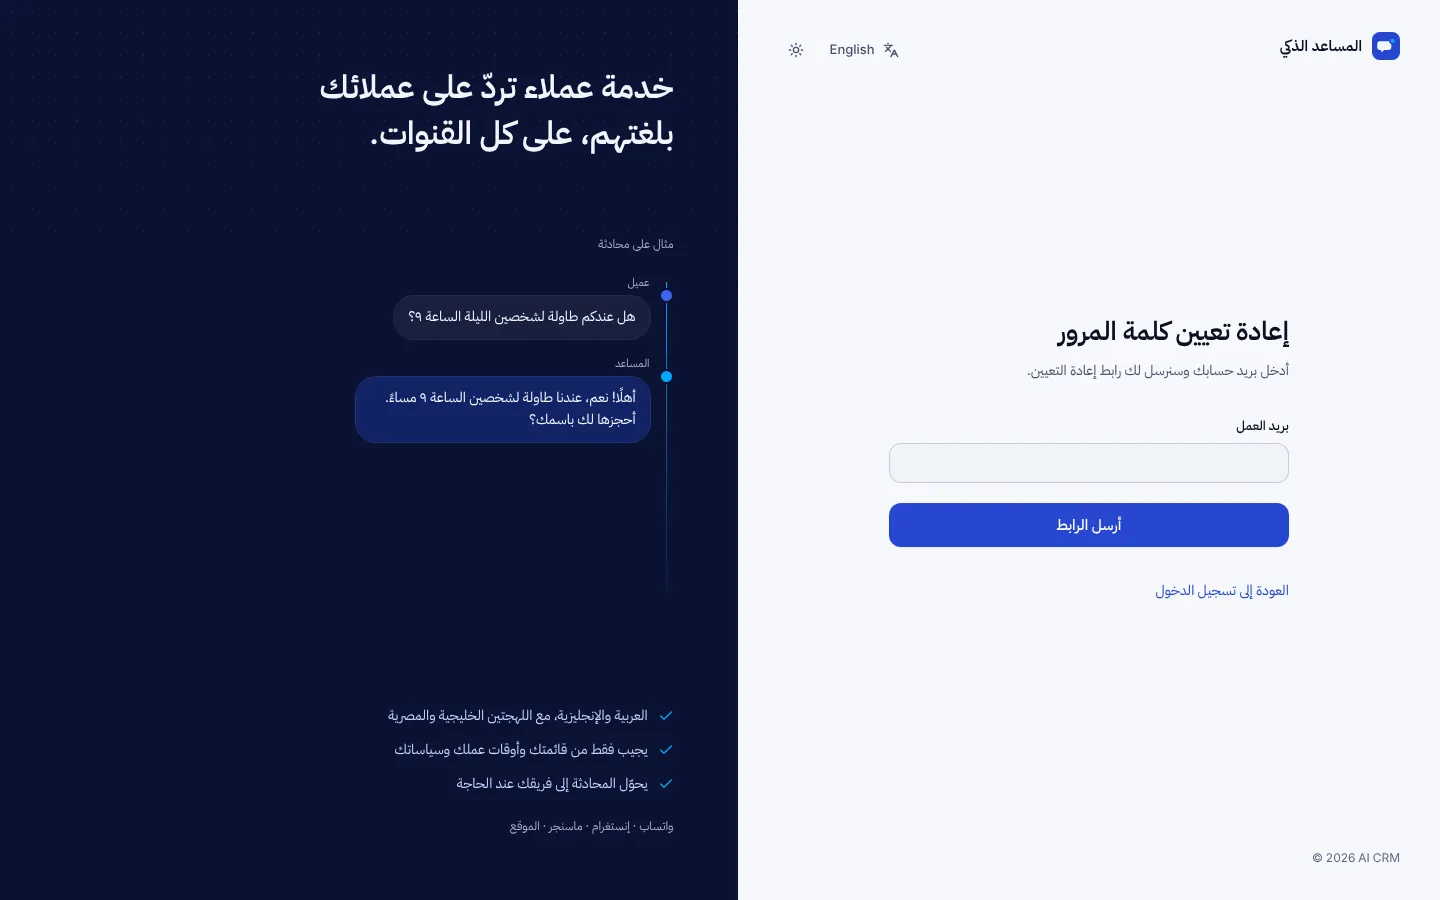 المساعد الذكي
English
إعادة تعيين كلمة المرور
أدخل بريد حسابك وسنرسل لك رابط إعادة التعيين.
بريد العمل
أرسل الرابط
العودة إلى تسجيل الدخول
© 2026 AI CRM
خدمة عملاء تردّ على عملائك
بلغتهم، على كل القنوات.
مثال على محادثة
عميل
هل عندكم طاولة لشخصين الليلة الساعة ٩؟
المساعد
أهلًا! نعم، عندنا طاولة لشخصين الساعة ٩ مساءً.
أحجزها لك باسمك؟
العربية والإنجليزية، مع اللهجتين الخليجية والمصرية
يجيب فقط من قائمتك وأوقات عملك وسياساتك
يحوّل المحادثة إلى فريقك عند الحاجة
واتساب · إنستغرام · ماسنجر · الموقع